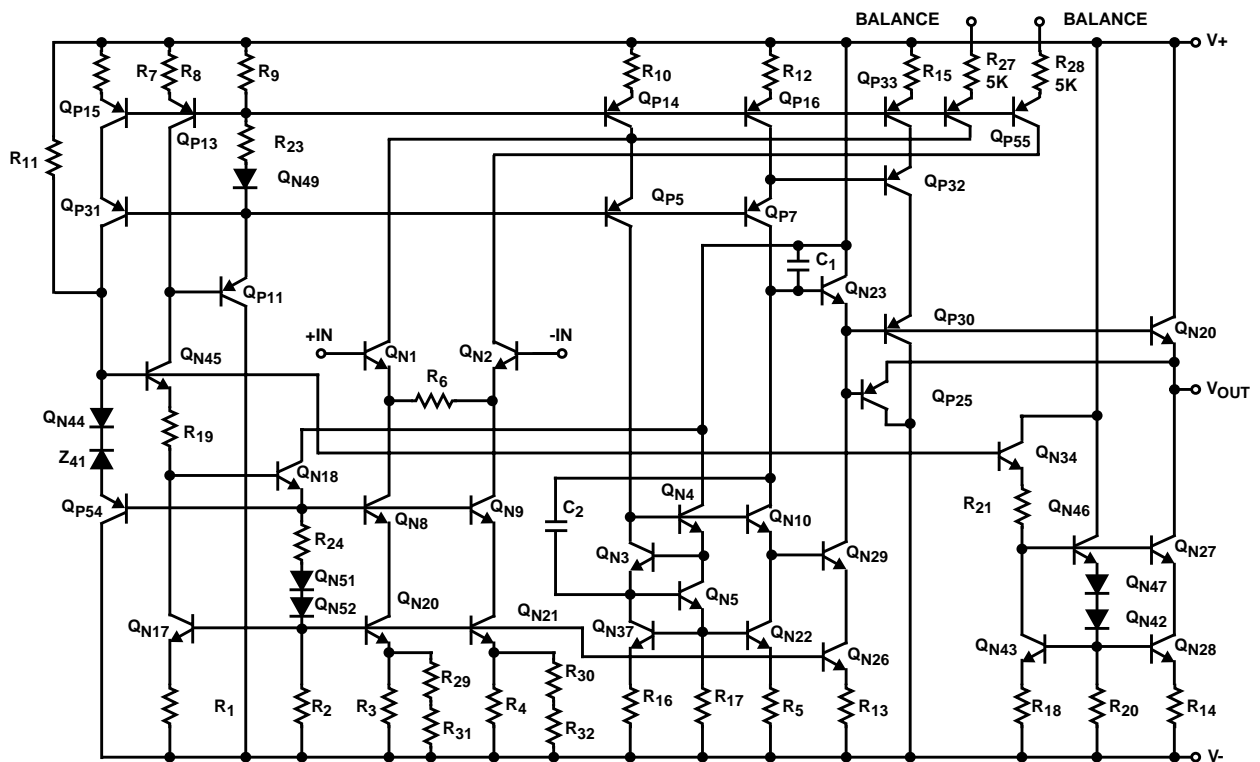 BALANCE
BALANCE
V+
R7
R8
R9
R10
R12
QP33
R15
R27
5K
R28
5K
QP15
QP13
QP14
QP16
QP55
R11
R23
QN49
QP31
QP5
QP7
QP32
QP11
C1
QN23
QP30
QN20
+IN
-IN
QN45
QN1
QN2
R6
QP25
VOUT
QN44
R19
Z41
QN18
QN34
QP54
QN8
QN9
C2
QN4
QN10
R21
QN46
R24
QN3
QN29
QN27
QN51
QN5
QN47
QN52
QN20
QN21
QN17
QN37
QN22
QN26
QN43
QN42
QN28
R1
R2
R3
R29
R31
R4
R30
R32
R16
R17
R5
R13
R18
R20
R14
V-